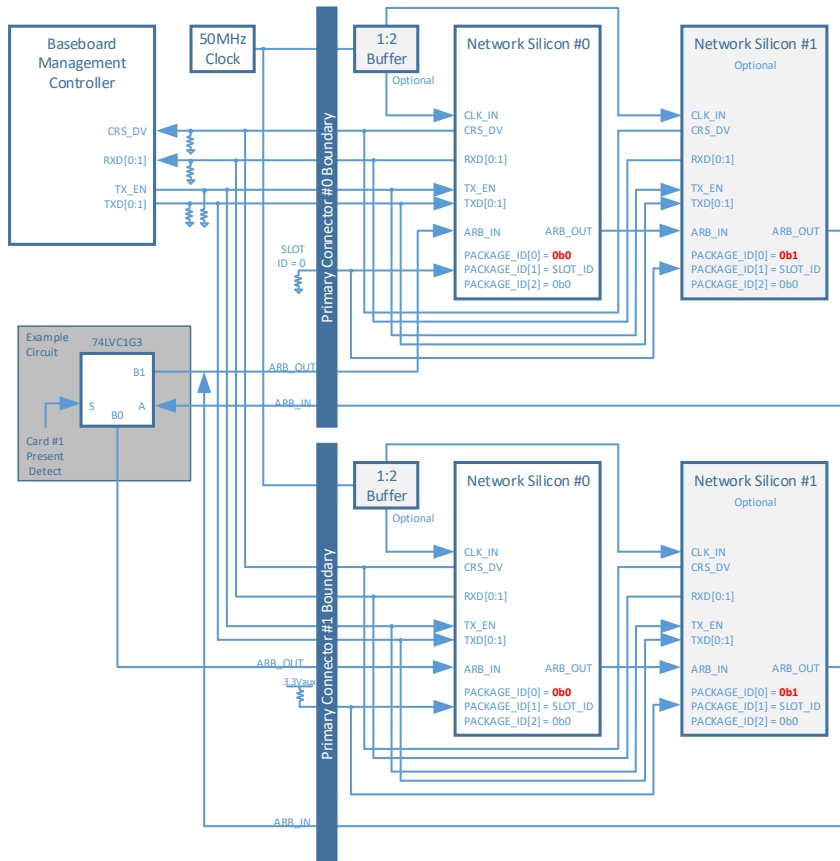 Baseboard
Management
Controller
CRS_DV
RXD[0:1]
TX_EN
TXD[0:1]
50MHz
Clock
Primary Connector #0 Boundary
1:2
Buffer
Optional
Network Silicon #0
CLK_IN
CRS_DV
RXD[0:1]
TX_EN
TXD[0:1]
ARB_IN
ARB_OUT
PACKAGE_ID[0] = 0b0
PACKAGE_ID[1] = SLOT_ID
PACKAGE_ID[2] = 0b0
Network Silicon #1
Optional
CLK_IN
CRS_DV
RXD[0:1]
TX_EN
TXD[0:1]
ARB_IN
ARB_OUT
PACKAGE_ID[0] = 0b1
PACKAGE_ID[1] = SLOT_ID
PACKAGE_ID[2] = 0b0
SLOT
ID = 0
Example
Circuit
74LVC1G3
B1
S
A
B0
Card #1
Present
Detect
ARB_OUT
ARB_IN
Primary Connector #1 Boundary
1:2
Buffer
Optional
Network Silicon #0
CLK_IN
CRS_DV
RXD[0:1]
TX_EN
TXD[0:1]
ARB_IN
ARB_OUT
PACKAGE_ID[0] = 0b0
PACKAGE_ID[1] = SLOT_ID
PACKAGE_ID[2] = 0b0
Network Silicon #1
Optional
CLK_IN
CRS_DV
RXD[0:1]
TX_EN
TXD[0:1]
ARB_IN
ARB_OUT
PACKAGE_ID[0] = 0b1
PACKAGE_ID[1] = SLOT_ID
PACKAGE_ID[2] = 0b0
ARB_OUT
3.3Vaux
ARB_IN